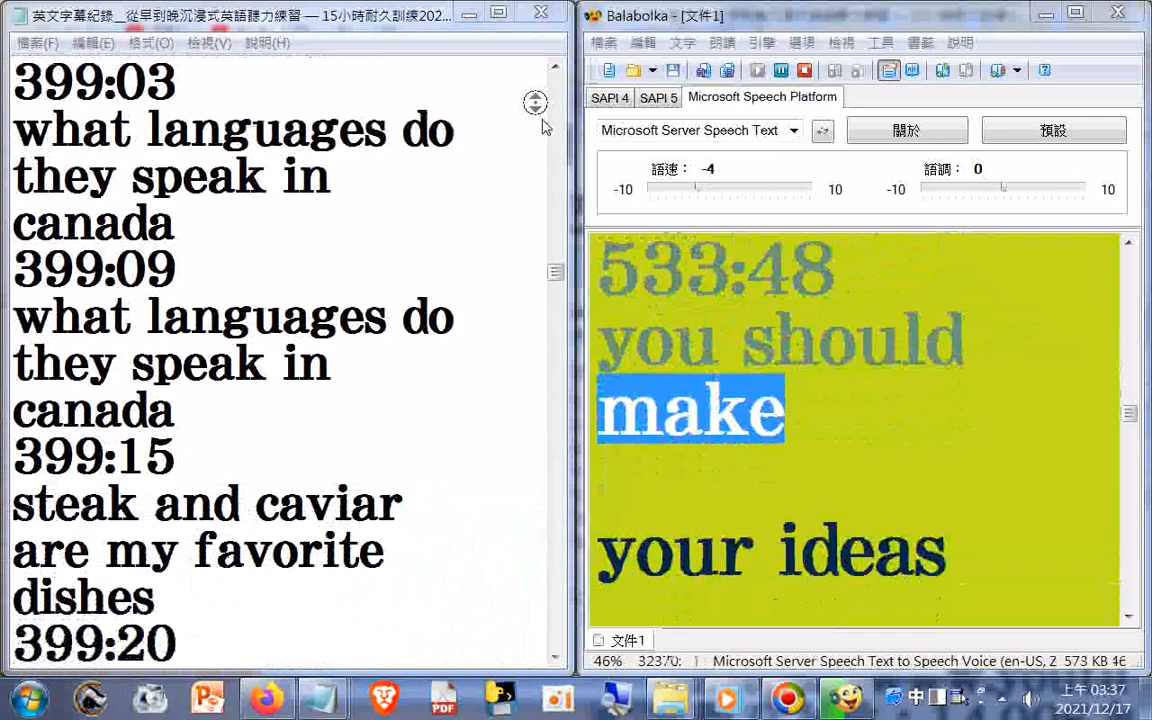 英文字幕紀錄__從早到晚沉浸式英語聽力練習 — 15小時耐久訓練202...
檔案(F) 編輯(E) 格式(O) 檢視(V) 說明(H)
399:03
what languages do
they speak in
canada
399:09
what languages do
they speak in
canada
399:15
steak and caviar
are my favorite
dishes
399:20
Balabolka - [文件1]
檔案 編輯 文字 朗讀 引擎 選項 檢視 工具 書籤 說明
SAPI 4 SAPI 5 Microsoft Speech Platform
Microsoft Server Speech Text 關於 預設
語速： -4 語調： 0
-10 10 -10 10
533:48
you should
make
your ideas
文件1
46% Microsoft Server Speech Text to Speech Voice (en-US, 573 KB 46
PDF
中 上午 03:37
2021/12/17